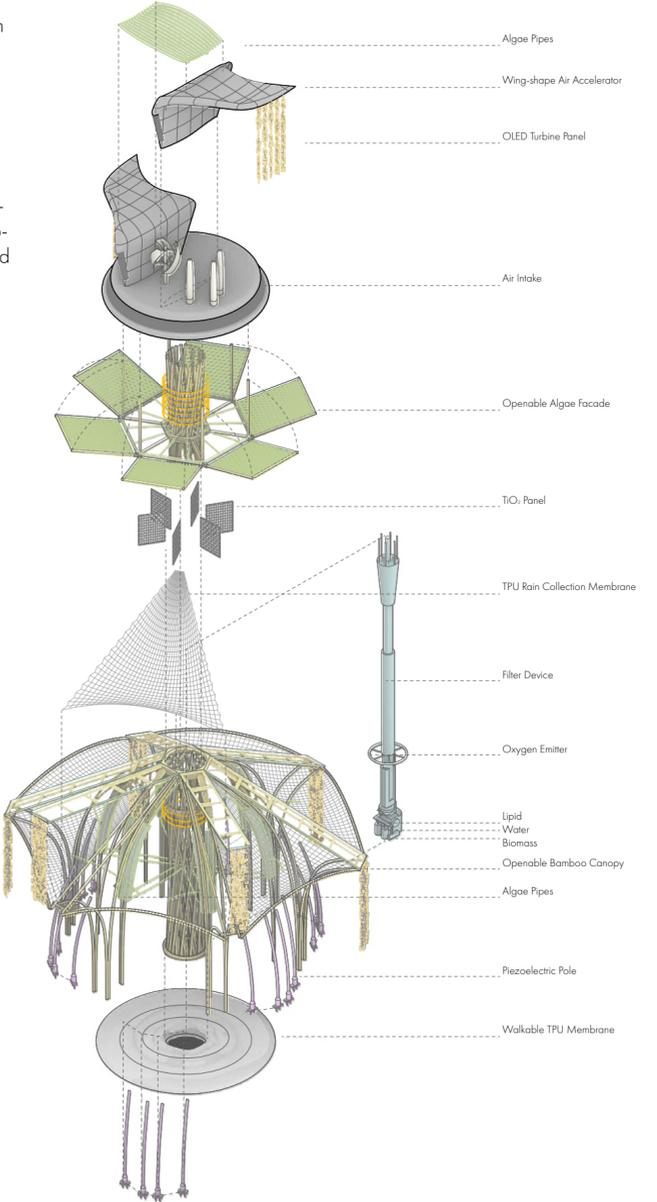 n
Algae Pipes
Wing-shape Air Accelerator
OLED Turbine Panel
-
o-
d
Air Intake
Openable Algae Facade
TiO₂ Panel
TPU Rain Collection Membrane
Filter Device
Oxygen Emitter
Lipid
Water
Biomass
Openable Bamboo Canopy
Algae Pipes
Piezoelectric Pole
Walkable TPU Membrane